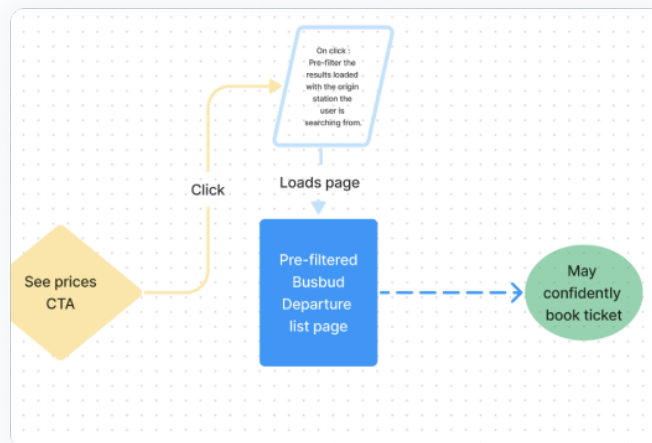 On click :
Pre-filter the
results loaded
with the origin
station the
user is
searching from.
Click
Loads page
See prices
CTA
Pre-filtered
Busbud
Departure
list page
May
confidently
book ticket